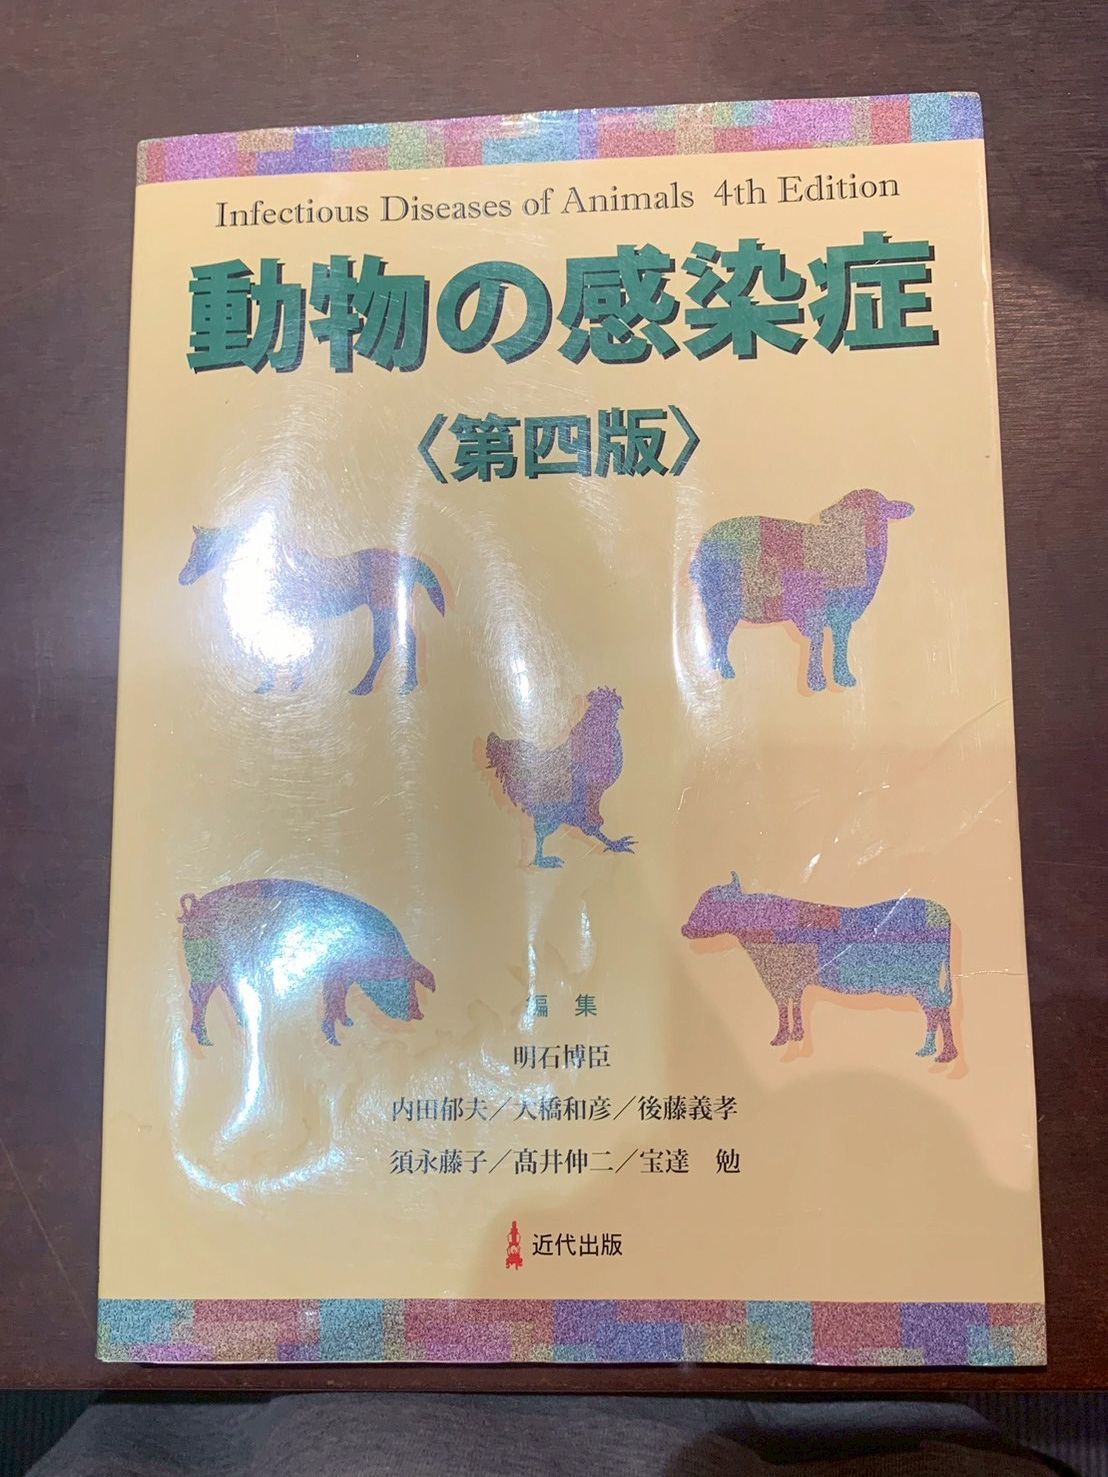 Infectious Diseases of Animals 4th Edition
動物の感染症
〈第四版〉
編 集
明石博臣
内田郁夫／大橋和彦／後藤義孝
須永藤子／髙井伸二／宝達 勉
近代出版